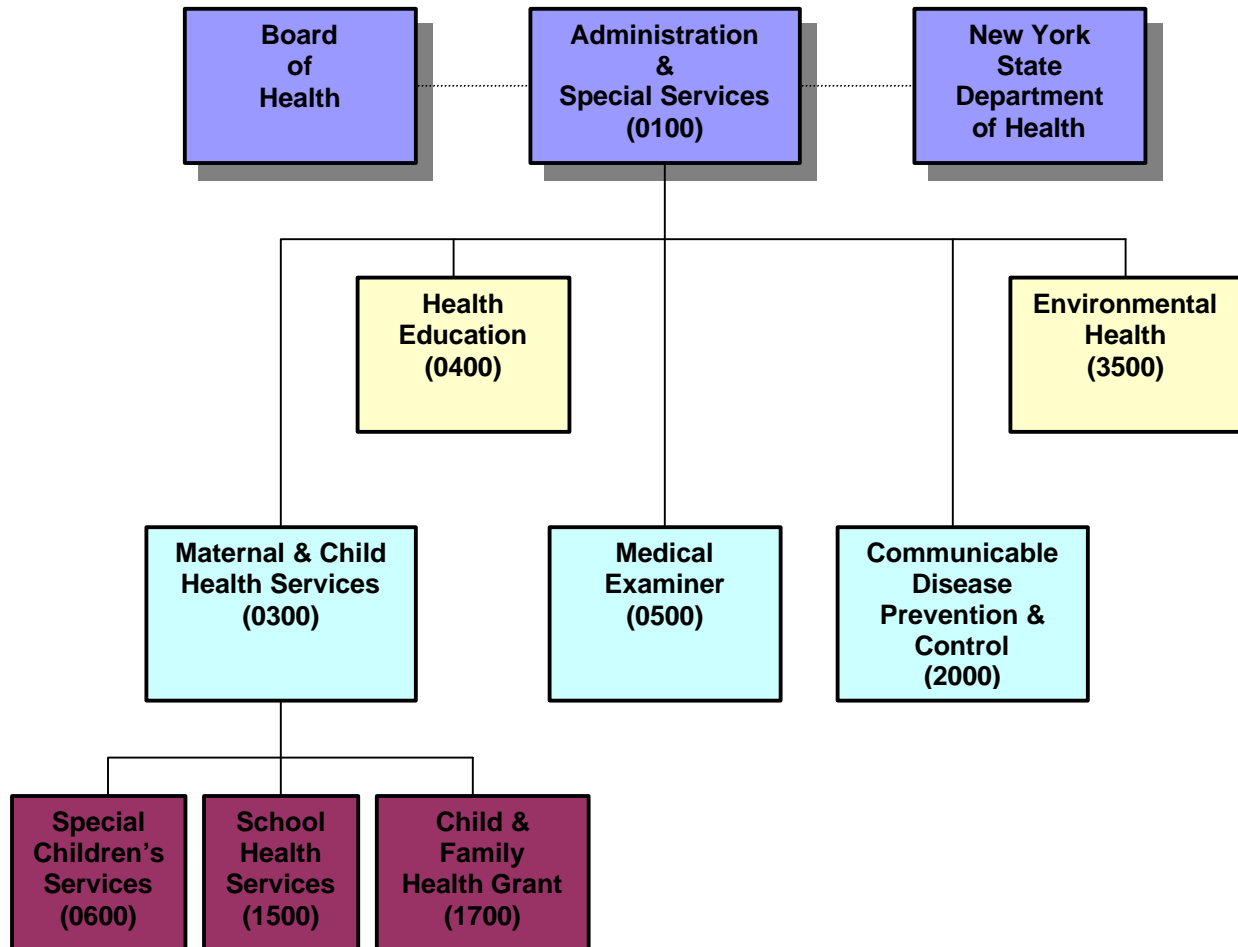 Board
of
Health
Administration
&
Special Services
(0100)
New York
State
Department
of Health
Health
Education
(0400)
Environmental
Health
(3500)
Maternal & Child
Health Services
(0300)
Medical
Examiner
(0500)
Communicable
Disease
Prevention &
Control
(2000)
Special
Children’s
Services
(0600)
School
Health
Services
(1500)
Child &
Family
Health Grant
(1700)